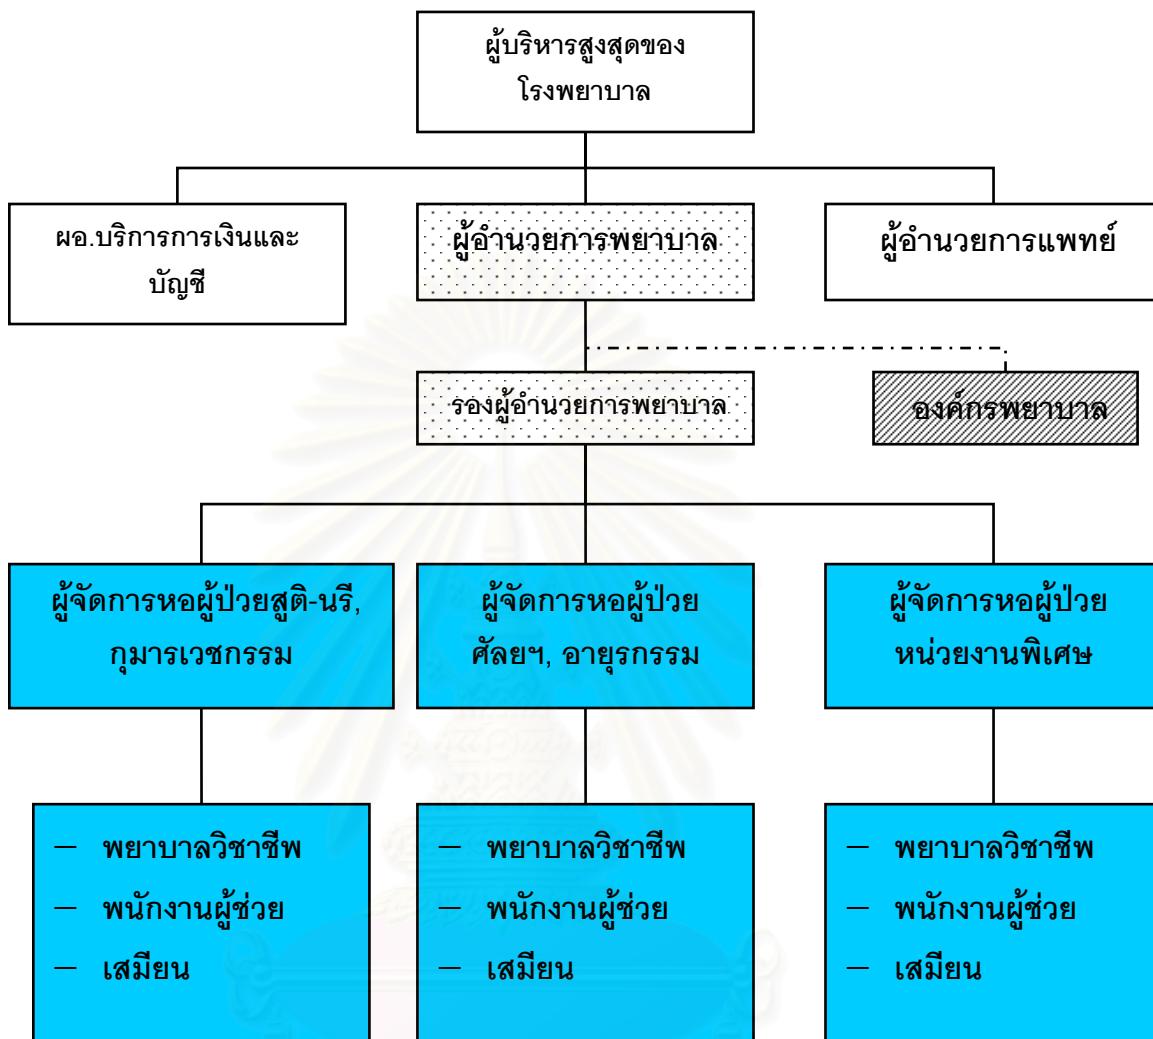 ผู้บริหารสูงสุดของ
โรงพยาบาล
ผอ.บริการการเงินและ
บัญชี
ผู้อำนวยการพยาบาล
ผู้อำนวยการแพทย์
รองผู้อำนวยการพยาบาล
องค์กรพยาบาล
ผู้จัดการหอผู้ป่วยสูติ-นรี,
กุมารเวชกรรม
ผู้จัดการหอผู้ป่วย
ศัลยฯ, อายุรกรรม
ผู้จัดการหอผู้ป่วย
หน่วยงานพิเศษ
– พยาบาลวิชาชีพ
– พนักงานผู้ช่วย
– เสมียน
– พยาบาลวิชาชีพ
– พนักงานผู้ช่วย
– เสมียน
– พยาบาลวิชาชีพ
– พนักงานผู้ช่วย
– เสมียน